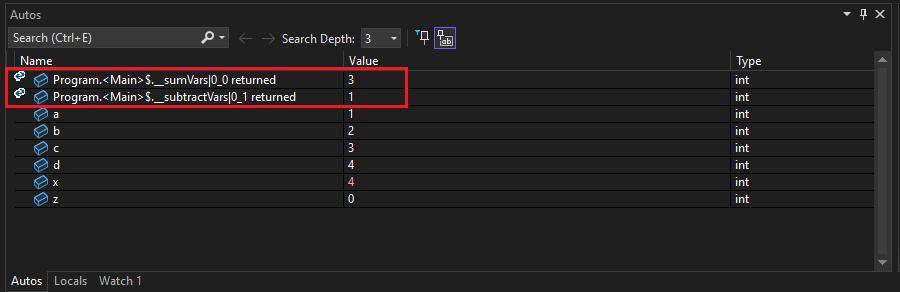 Autos
Search (Ctrl+E) Search Depth: 3
Name Value Type
Program.<Main>$.__sumVars|0_0 returned 3 int
Program.<Main>$.__subtractVars|0_1 returned 1 int
a 1 int
b 2 int
c 3 int
d 4 int
x 4 int
z 0 int
Autos Locals Watch 1